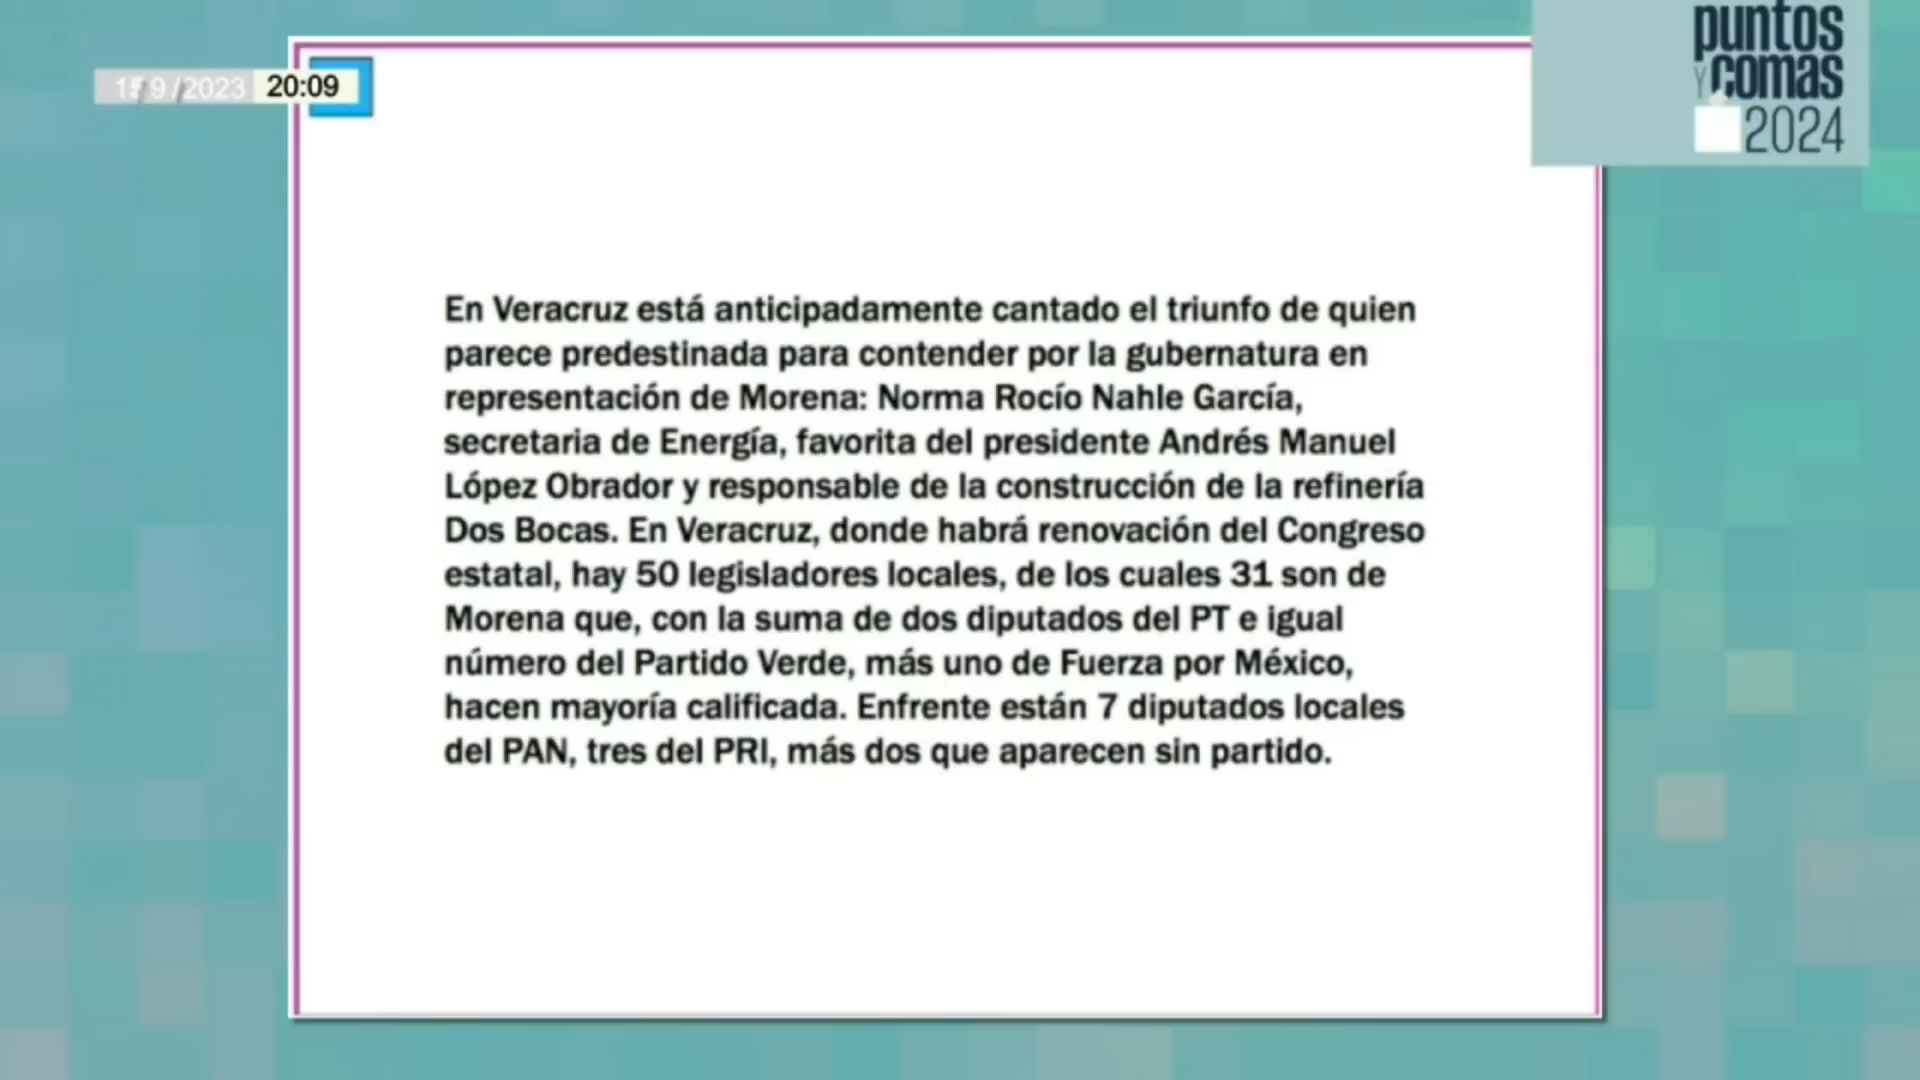 puntos
y comas
2024
15/9/2023 20:09
En Veracruz está anticipadamente cantado el triunfo de quien
parece predestinada para contender por la gubernatura en
representación de Morena: Norma Rocío Nahle García,
secretaria de Energía, favorita del presidente Andrés Manuel
López Obrador y responsable de la construcción de la refinería
Dos Bocas. En Veracruz, donde habrá renovación del Congreso
estatal, hay 50 legisladores locales, de los cuales 31 son de
Morena que, con la suma de dos diputados del PT e igual
número del Partido Verde, más uno de Fuerza por México,
hacen mayoría calificada. Enfrente están 7 diputados locales
del PAN, tres del PRI, más dos que aparecen sin partido.